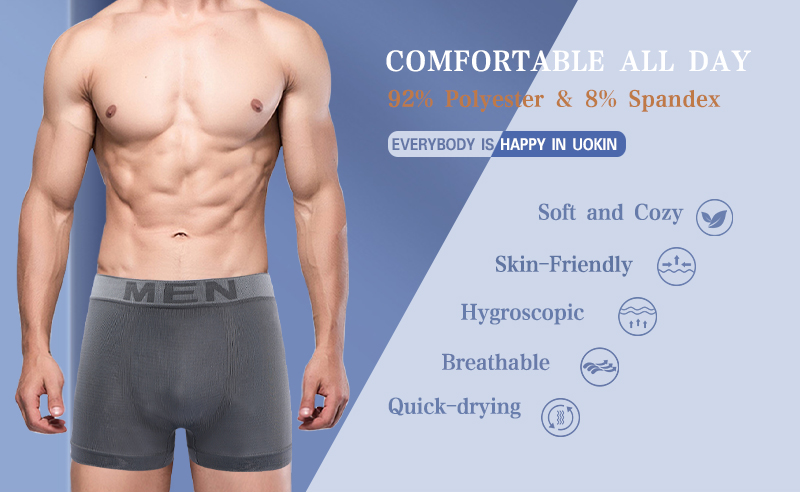 COMFORTABLE ALL DAY
92% Polyester & 8% Spandex
EVERYBODY IS HAPPY IN UOKIN
Soft and Cozy
Skin-Friendly
Hygroscopic
MEN
Breathable
Quick-drying